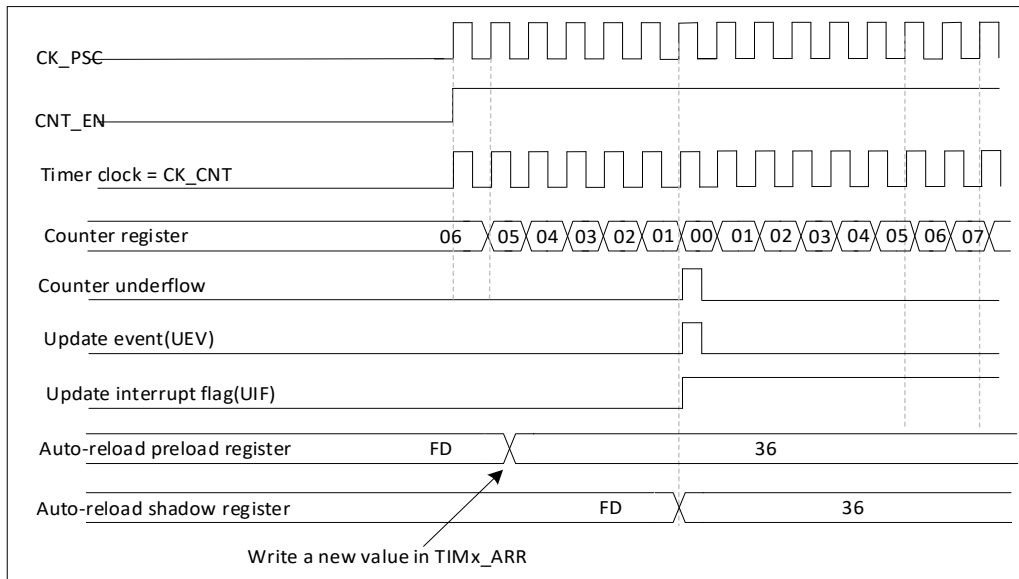 CK_PSC
CNT_EN
Timer clock = CK_CNT
Counter register 06 05 04 03 02 01 00 01 02 03 04 05 06 07
Counter underflow
Update event(UEV)
Update interrupt flag(UIF)
Auto-reload preload register FD 36
Auto-reload shadow register FD 36
Write a new value in TIMx_ARR